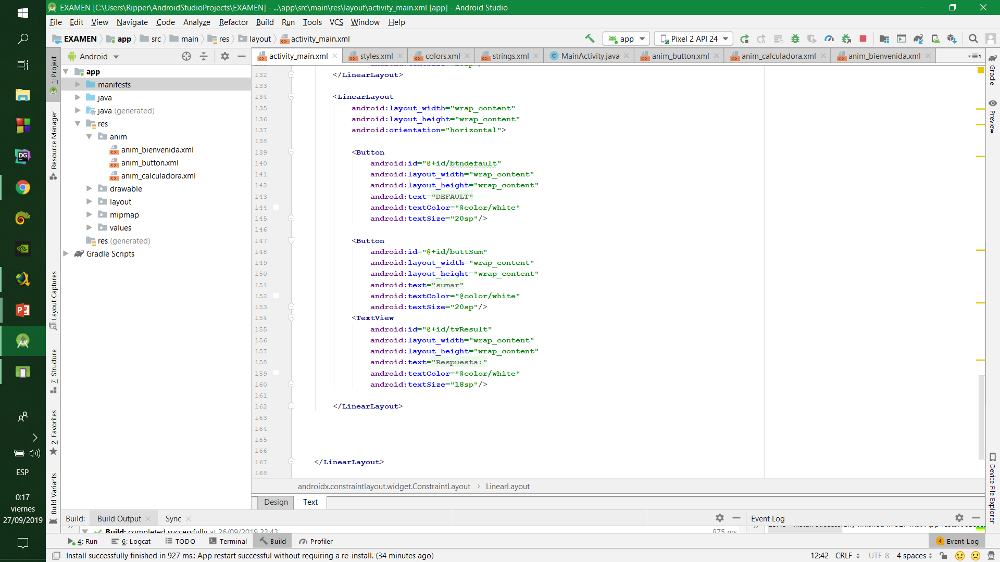 EXAMEN [C:\Users\Ripper\AndroidStudioProjects\EXAMEN] - ...\app\src\main\res\layout\activity_main.xml [app] - Android Studio
File Edit View Navigate Code Analyze Refactor Build Run Tools VCS Window Help
EXAMEN app src main res layout activity_main.xml app Pixel 2 API 24
Android activity_main.xml styles.xml colors.xml strings.xml MainActivity.java anim_button.xml anim_calculadora.xml anim_bienvenida.xml 1
1: Project
Resource Manager
Layout Captures
7: Structure
2: Favorites
Build Variants
app
manifests
java
java (generated)
res
anim
anim_bienvenida.xml
anim_button.xml
anim_calculadora.xml
drawable
layout
mipmap
values
res (generated)
Gradle Scripts
132 </LinearLayout>
133
134 <LinearLayout
135 android:layout_width="wrap_content"
136 android:layout_height="wrap_content"
137 android:orientation="horizontal">
138
139 <Button
140 android:id="@+id/btndefault"
141 android:layout_width="wrap_content"
142 android:layout_height="wrap_content"
143 android:text="DEFAULT"
144 android:textColor="@color/white"
145 android:textSize="20sp"/>
146
147 <Button
148 android:id="@+id/buttSum"
149 android:layout_width="wrap_content"
150 android:layout_height="wrap_content"
151 android:text="sumar"
152 android:textColor="@color/white"
153 android:textSize="20sp"/>
154 <TextView
155 android:id="@+id/tvResult"
156 android:layout_width="wrap_content"
157 android:layout_height="wrap_content"
158 android:text="Respuesta:"
159 android:textColor="@color/white"
160 android:textSize="18sp"/>
161
162 </LinearLayout>
163
164
165
166
167 </LinearLayout>
168
androidx.constraintlayout.widget.ConstraintLayout › LinearLayout
Design Text
Gradle
Preview
Device File Explorer
DG
ESP
0:17
viernes
27/09/2019
Build: Build Output Sync
Build: completed successfully at 26/09/2019 23:43 875 ms
Event Log
4: Run 6: Logcat TODO Terminal Build Profiler 4 Event Log
Install successfully finished in 927 ms.: App restart successful without requiring a re-install. (34 minutes ago) 12:42 CRLF UTF-8 4 spaces